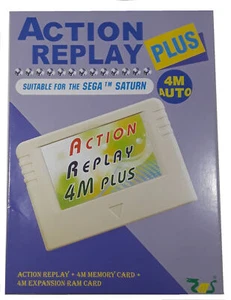 ACTION
REPLAY
PLUS
SUITABLE FOR THE SEGA™ SATURN
4M
AUTO
ACTION
REPLAY
4M PLUS
ACTION REPLAY + 4M MEMORY CARD +
4M EXPANSION RAM CARD